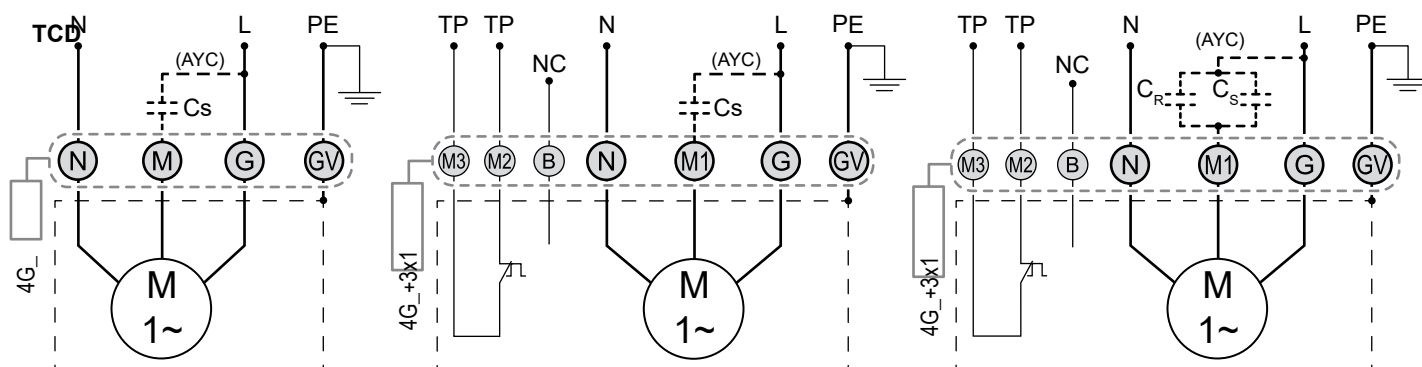 TCD
N L PE
(AYC)
Cs
N M G GV
4G_
M
1~
TP TP N L PE
NC
(AYC)
Cs
M3 M2 B N M1 G GV
4G_+3x1
M
1~
TP TP N L PE
NC
(AYC)
CR CS
M3 M2 B N M1 G GV
4G_+3x1
M
1~